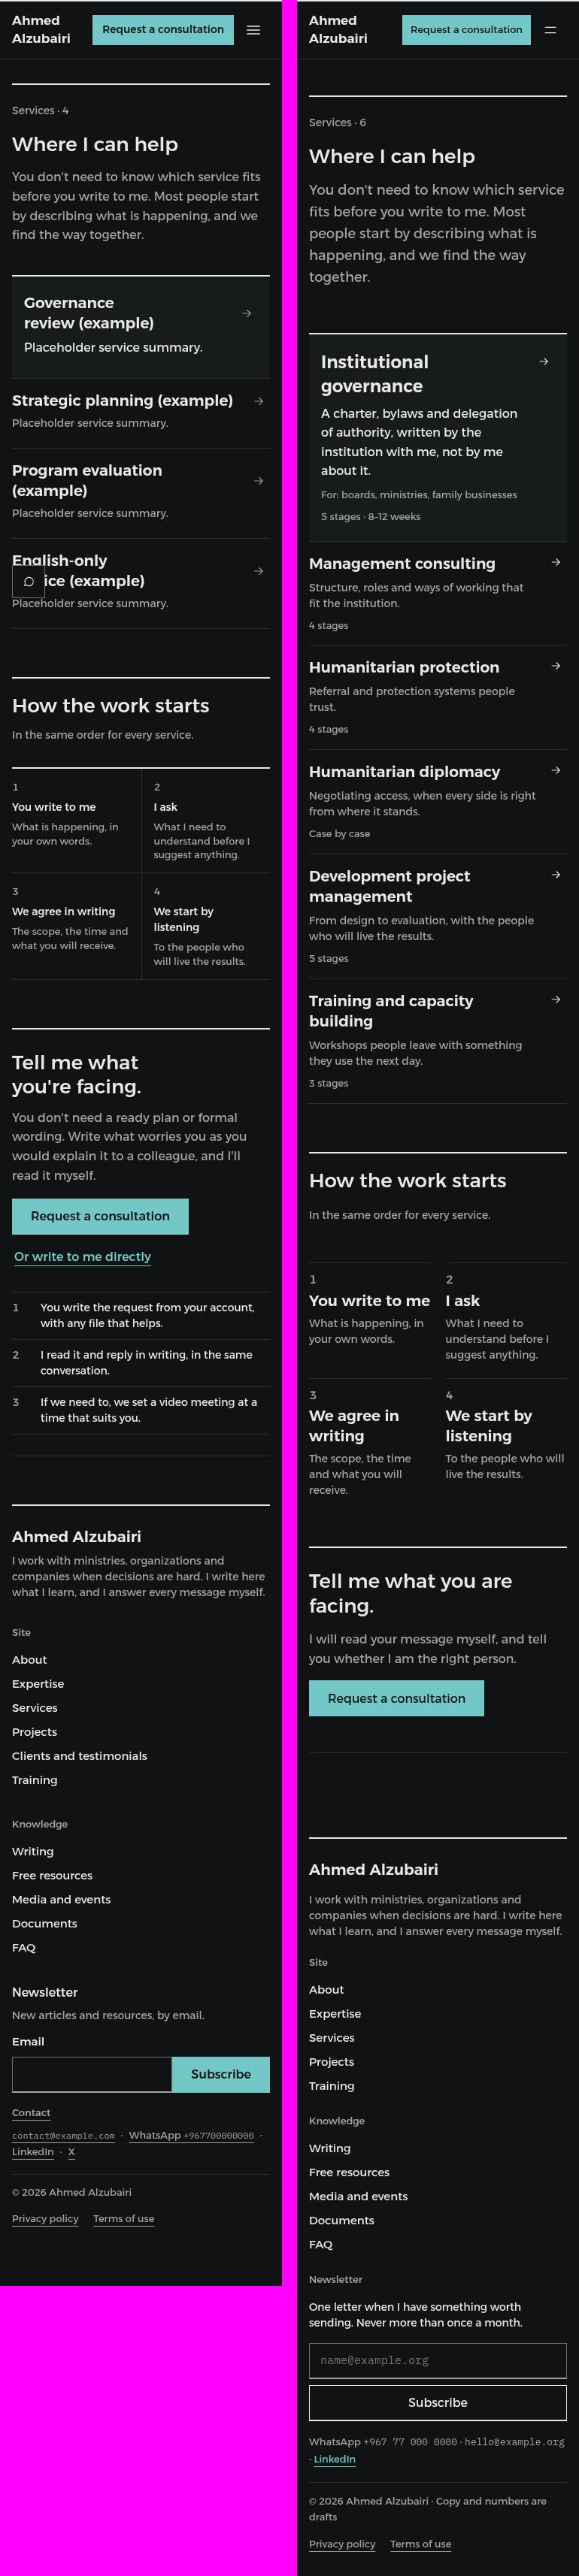 Ahmed
Alzubairi
Request a consultation
Services · 4
Where I can help
You don't need to know which service fits
before you write to me. Most people start
by describing what is happening, and we
find the way together.
Governance
review (example)
Placeholder service summary.
Strategic planning (example)
Placeholder service summary.
Program evaluation
(example)
Placeholder service summary.
English-only
ice (example)
Placeholder service summary.
How the work starts
In the same order for every service.
1
You write to me
What is happening, in
your own words.
2
I ask
What I need to
understand before I
suggest anything.
3
We agree in writing
The scope, the time and
what you will receive.
4
We start by
listening
To the people who
will live the results.
Tell me what
you're facing.
You don't need a ready plan or formal
wording. Write what worries you as you
would explain it to a colleague, and I'll
read it myself.
Request a consultation
Or write to me directly
1 You write the request from your account,
with any file that helps.
2 I read it and reply in writing, in the same
conversation.
3 If we need to, we set a video meeting at a
time that suits you.
Ahmed Alzubairi
I work with ministries, organizations and
companies when decisions are hard. I write here
what I learn, and I answer every message myself.
Site
About
Expertise
Services
Projects
Clients and testimonials
Training
Knowledge
Writing
Free resources
Media and events
Documents
FAQ
Newsletter
New articles and resources, by email.
Email
Subscribe
Contact
contact@example.com · WhatsApp +967700000000 ·
LinkedIn · X
© 2026 Ahmed Alzubairi
Privacy policy Terms of use
Ahmed
Alzubairi
Request a consultation
Services · 6
Where I can help
You don't need to know which service
fits before you write to me. Most
people start by describing what is
happening, and we find the way
together.
Institutional
governance
A charter, bylaws and delegation
of authority, written by the
institution with me, not by me
about it.
For: boards, ministries, family businesses
5 stages · 8–12 weeks
Management consulting
Structure, roles and ways of working that
fit the institution.
4 stages
Humanitarian protection
Referral and protection systems people
trust.
4 stages
Humanitarian diplomacy
Negotiating access, when every side is right
from where it stands.
Case by case
Development project
management
From design to evaluation, with the people
who will live the results.
5 stages
Training and capacity
building
Workshops people leave with something
they use the next day.
3 stages
How the work starts
In the same order for every service.
1
You write to me
What is happening, in
your own words.
2
I ask
What I need to
understand before I
suggest anything.
3
We agree in
writing
The scope, the time
and what you will
receive.
4
We start by
listening
To the people who will
live the results.
Tell me what you are
facing.
I will read your message myself, and tell
you whether I am the right person.
Request a consultation
Ahmed Alzubairi
I work with ministries, organizations and
companies when decisions are hard. I write here
what I learn, and I answer every message myself.
Site
About
Expertise
Services
Projects
Training
Knowledge
Writing
Free resources
Media and events
Documents
FAQ
Newsletter
One letter when I have something worth
sending. Never more than once a month.
name@example.org
Subscribe
WhatsApp +967 77 000 0000 · hello@example.org
· LinkedIn
© 2026 Ahmed Alzubairi · Copy and numbers are
drafts
Privacy policy Terms of use